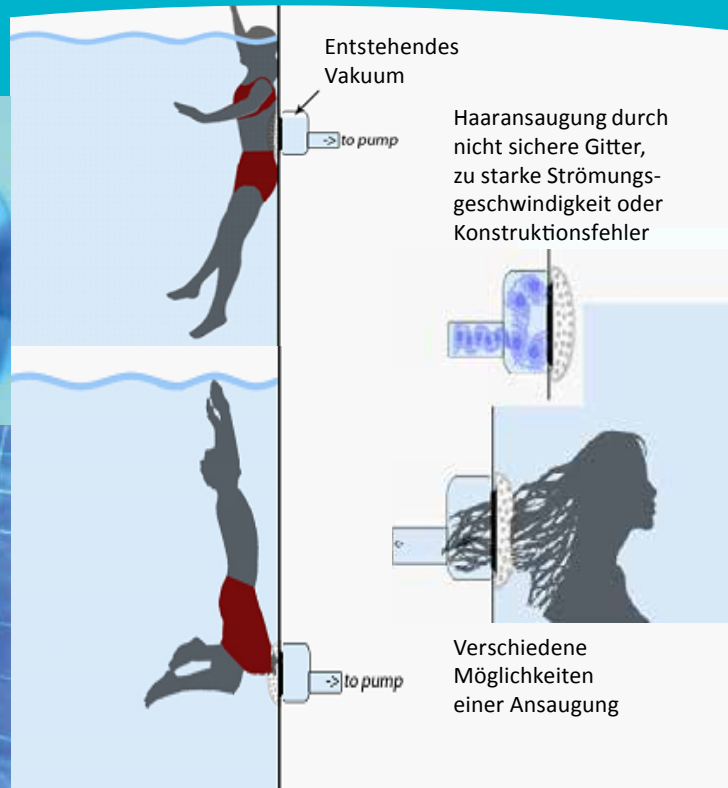 Entstehendes
Vakuum
-> to pump
Haaransaugung durch
nicht sichere Gitter,
zu starke Strömungs-
geschwindigkeit oder
Konstruktionsfehler
-> to pump
Verschiedene
Möglichkeiten
einer Ansaugung